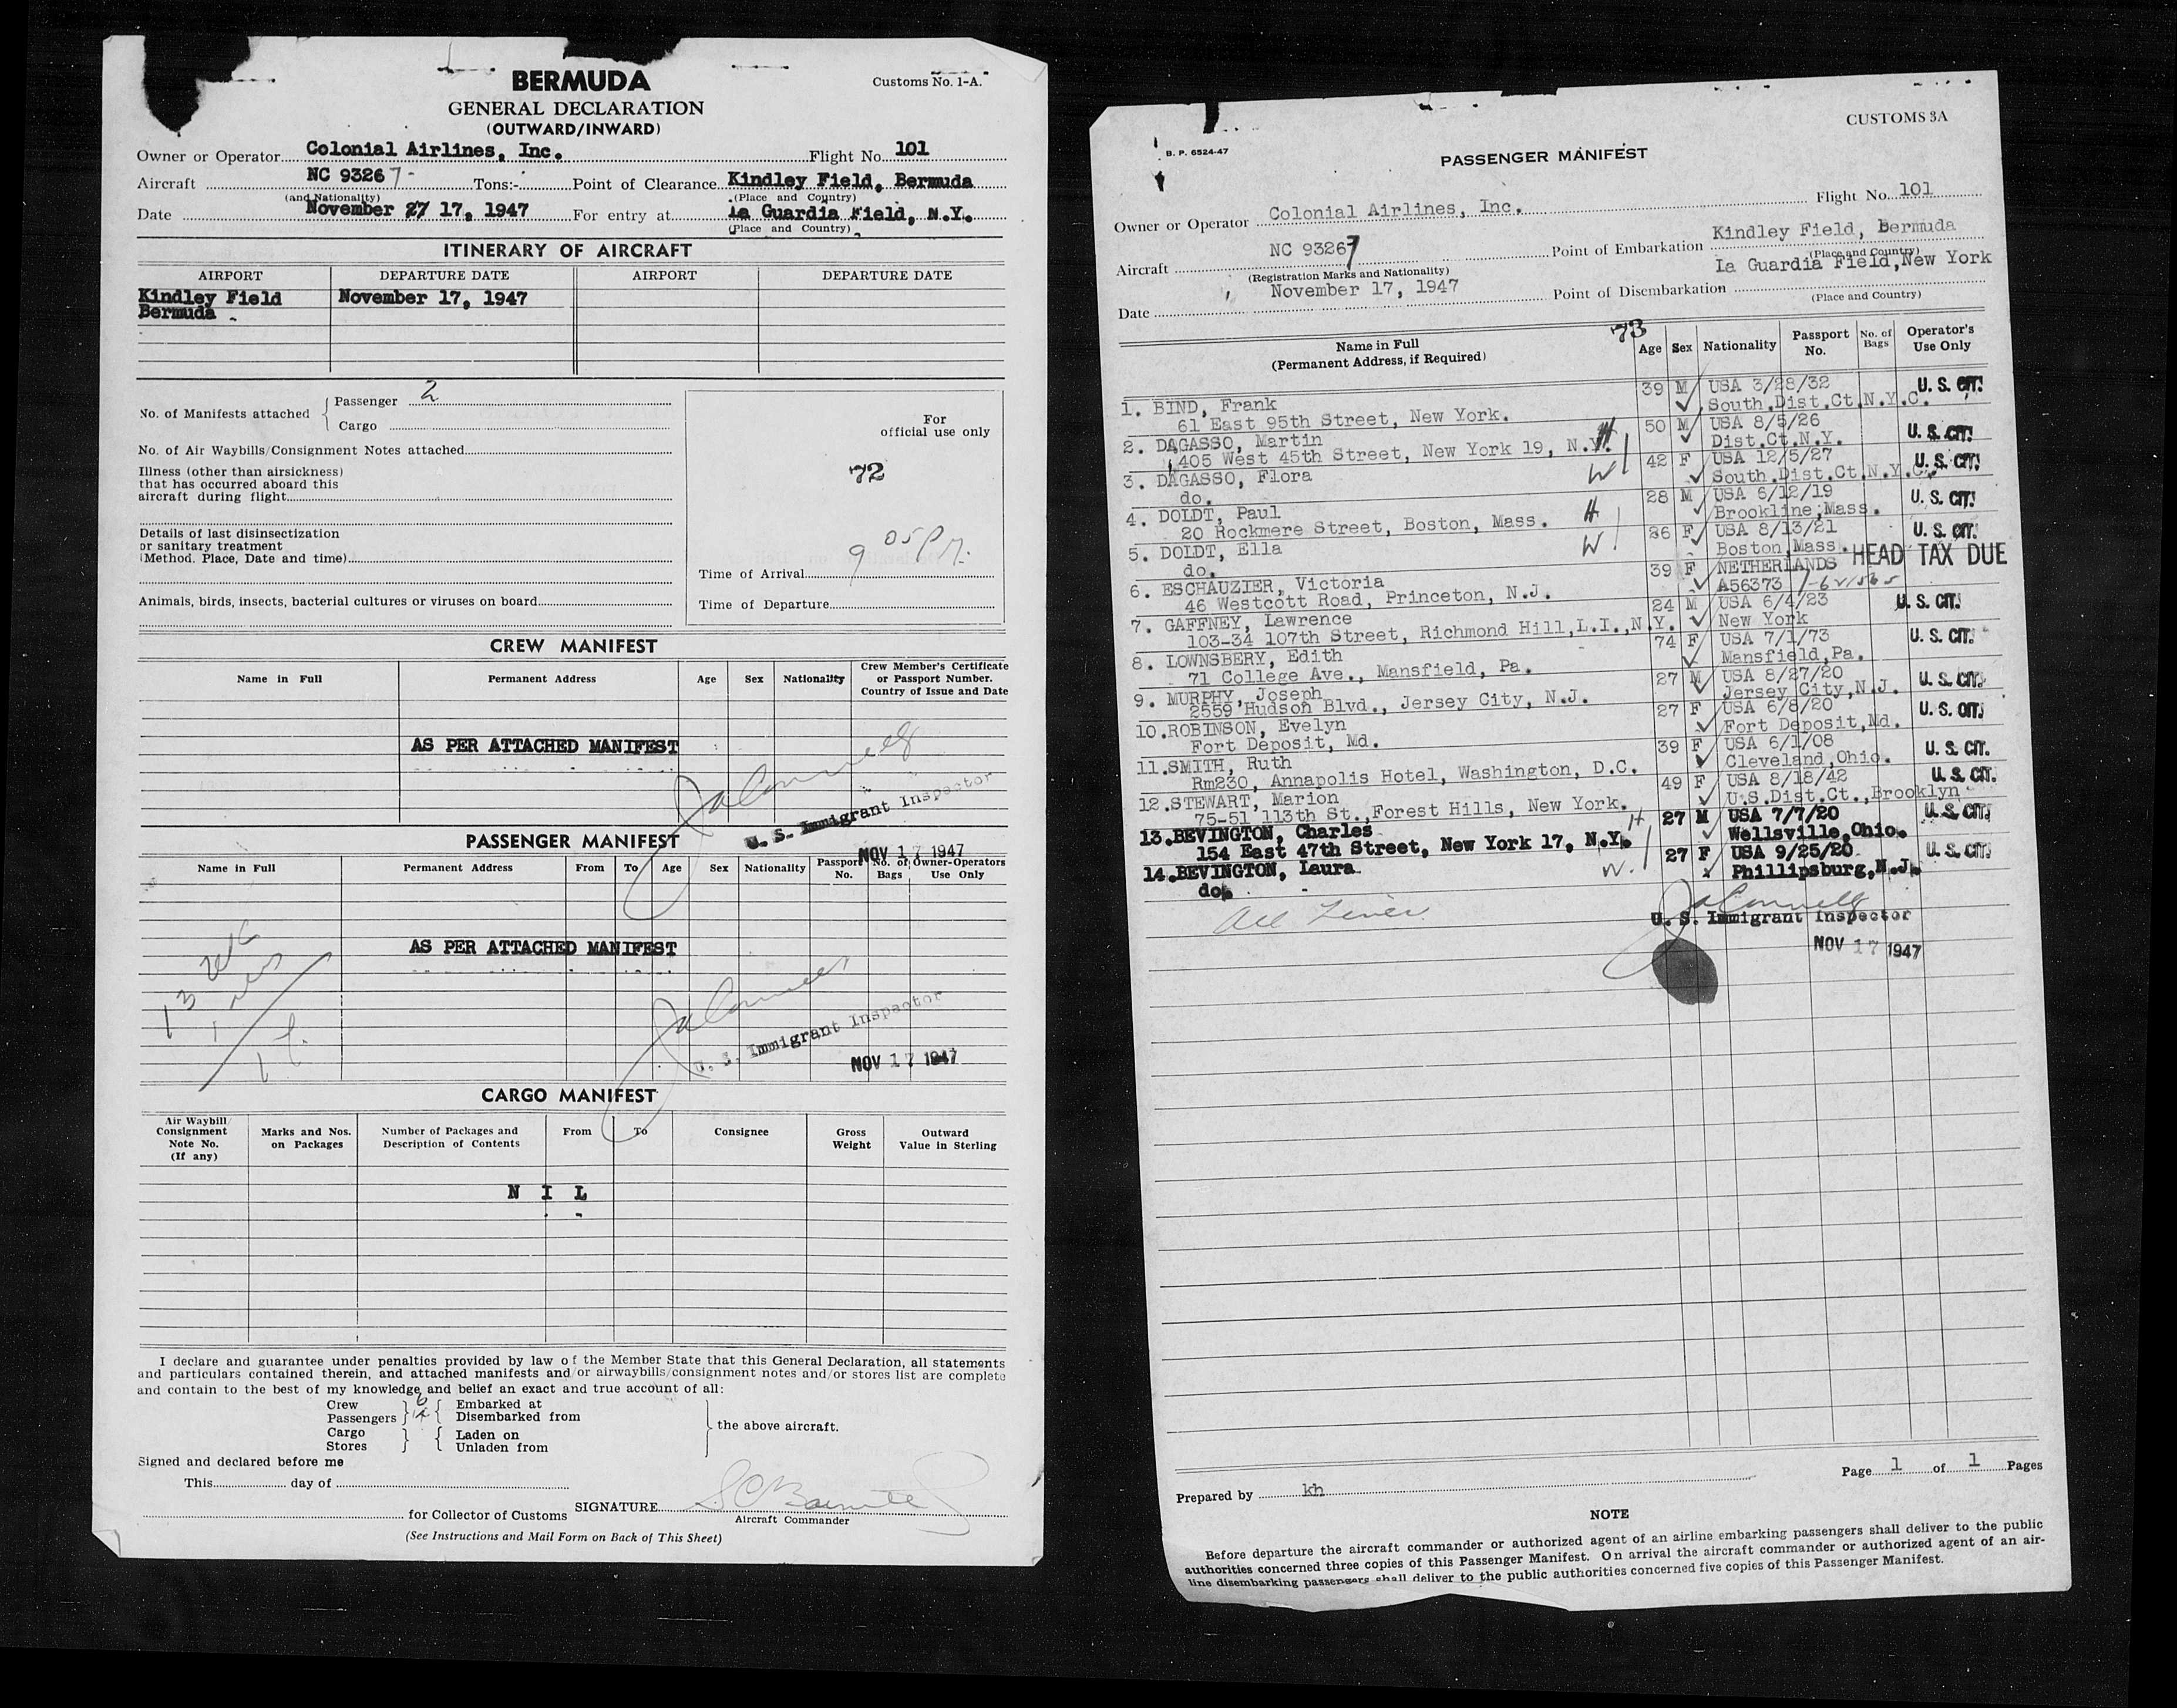 BERMUDA
Customs No. 1-A.
GENERAL DECLARATION
(OUTWARD/INWARD)
Owner or Operator Colonial Airlines, Inc. Flight No. 101
Aircraft NC 93267 - Tons:- Point of Clearance Kindley Field, Bermuda
(and Nationality) (Place and Country)
Date November 27 17, 1947 For entry at La Guardia Field, N.Y.
(Place and Country)
ITINERARY OF AIRCRAFT
AIRPORT DEPARTURE DATE AIRPORT DEPARTURE DATE
Kindley Field November 17, 1947
Bermuda
No. of Manifests attached { Passenger 2
Cargo
No. of Air Waybills/Consignment Notes attached
Illness (other than airsickness)
that has occurred aboard this
aircraft during flight
Details of last disinsectization
or sanitary treatment
(Method, Place, Date and time)
Animals, birds, insects, bacterial cultures or viruses on board
For
official use only
72
Time of Arrival 9 05 P.M.
Time of Departure
CREW MANIFEST
Name in Full Permanent Address Age Sex Nationality Crew Member's Certificate
or Passport Number.
Country of Issue and Date
AS PER ATTACHED MANIFEST
U. S. Immigrant Inspector
NOV 17 1947
PASSENGER MANIFEST
Name in Full Permanent Address From To Age Sex Nationality Passport No. No. of Bags Owner-Operators Use Only
AS PER ATTACHED MANIFEST
13
1
U. S. Immigrant Inspector
NOV 17 1947
CARGO MANIFEST
Air Waybill/
Consignment
Note No.
(If any)
Marks and Nos.
on Packages
Number of Packages and
Description of Contents
From To Consignee
Gross
Weight
Outward
Value in Sterling
N I L
I declare and guarantee under penalties provided by law of the Member State that this General Declaration, all statements
and particulars contained therein, and attached manifests and/or airwaybills/consignment notes and/or stores list are complete
and contain to the best of my knowledge and belief an exact and true account of all:
Crew } 6 { Embarked at
Passengers } { Disembarked from
Cargo } { Laden on
Stores } { Unladen from
} the above aircraft.
Signed and declared before me
This day of
for Collector of Customs SIGNATURE
Aircraft Commander
(See Instructions and Mail Form on Back of This Sheet)
CUSTOMS 3A
B. P. 6524-47
PASSENGER MANIFEST
Owner or Operator Colonial Airlines, Inc. Flight No. 101
Aircraft NC 93267 Point of Embarkation Kindley Field, Bermuda
(Registration Marks and Nationality) (Place and Country)
Date November 17, 1947 Point of Disembarkation La Guardia Field, New York
(Place and Country)
73
Name in Full
(Permanent Address, if Required)
Age Sex Nationality Passport No. No. of Bags Operator's Use Only
1. BIND, Frank 39 M USA 3/28/32 U. S. CIT.
61 East 95th Street, New York. South.Dist.Ct.N.Y.C.
2. DAGASSO, Martin H 50 M USA 8/5/26 U. S. CIT.
405 West 45th Street, New York 19, N.Y. Dist.Ct.N.Y.
3. DAGASSO, Flora W 42 F USA 12/5/27 U. S. CIT.
do. South.Dist.Ct.N.Y.C.
4. DOLDT, Paul H 28 M USA 6/12/19 U. S. CIT.
20 Rockmere Street, Boston, Mass. Brookline,Mass.
5. DOLDT, Ella W 26 F USA 8/13/21 U. S. CIT.
do. Boston,Mass. HEAD TAX DUE
6. ESCHAUZIER, Victoria 39 F NETHERLANDS
46 Westcott Road, Princeton, N.J. A56373
7. GAFFNEY, Lawrence 24 M USA 6/4/23 U. S. CIT.
103-34 107th Street, Richmond Hill,L.I.,N.Y. New York
8. LOWNSBERY, Edith 74 F USA 7/1/73 U. S. CIT.
71 College Ave., Mansfield, Pa. Mansfield,Pa.
9. MURPHY, Joseph 27 M USA 8/27/20 U. S. CIT.
2559 Hudson Blvd., Jersey City, N.J. Jersey City,N.J.
10.ROBINSON, Evelyn 27 F USA 6/8/20 U. S. CIT.
Fort Deposit, Md. Fort Deposit,Md.
11.SMITH, Ruth 39 F USA 6/1/08 U. S. CIT.
Rm230, Annapolis Hotel, Washington, D.C. Cleveland,Ohio.
12.STEWART, Marion 49 F USA 8/18/42 U. S. CIT.
75-51 113th St.,Forest Hills, New York. U.S.Dist.Ct.,Brooklyn
13.BEVINGTON, Charles H 27 M USA 7/7/20 U. S. CIT.
154 East 47th Street, New York 17, N.Y. Wellsville,Ohio.
14.BEVINGTON, Laura W. 27 F USA 9/25/20 U. S. CIT.
do. Phillipsburg,N.J.
U. S. Immigrant Inspector
NOV 17 1947
Prepared by kh Page 1 of 1 Pages
NOTE
Before departure the aircraft commander or authorized agent of an airline embarking passengers shall deliver to the public
authorities concerned three copies of this Passenger Manifest. On arrival the aircraft commander or authorized agent of an air-
line disembarking passengers shall deliver to the public authorities concerned five copies of this Passenger Manifest.